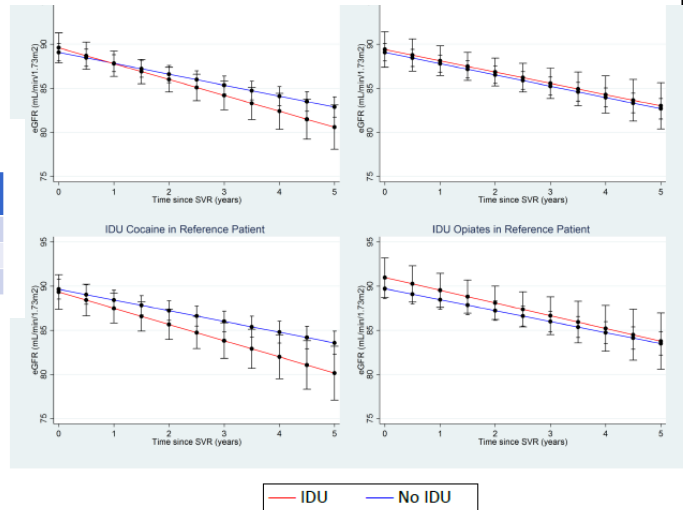 90
85
80
75
eGFR (mL/min/1.73m2)
0 1 2 3 4 5
Time since SVR (years)
90
85
80
75
eGFR (mL/min/1.73m2)
0 1 2 3 4 5
Time since SVR (years)
IDU Cocaine in Reference Patient
95
90
85
80
75
eGFR (mL/min/1.73m2)
0 1 2 3 4 5
Time since SVR (years)
IDU Opiates in Reference Patient
95
90
85
80
75
eGFR (mL/min/1.73m2)
0 1 2 3 4 5
Time since SVR (years)
IDU No IDU